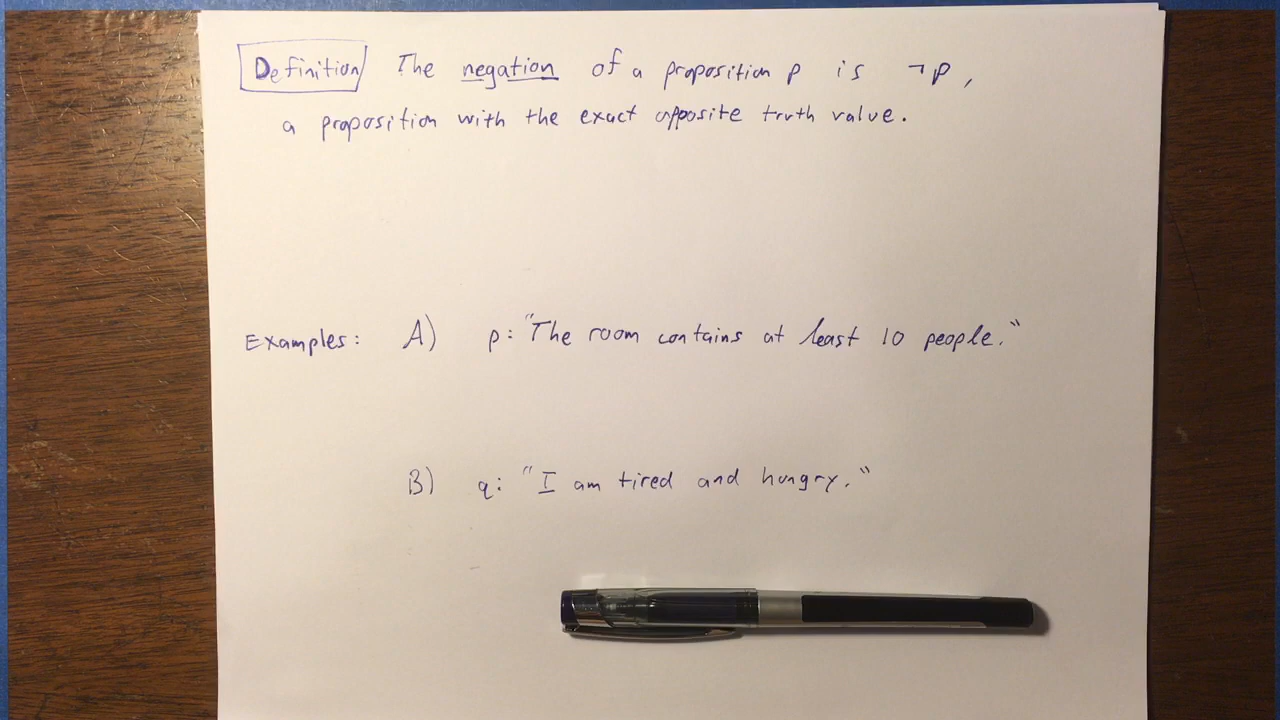 Definition The negation of a proposition p is ¬p,
a proposition with the exact opposite truth value.
Examples: A) p: "The room contains at least 10 people."
B) q: "I am tired and hungry."